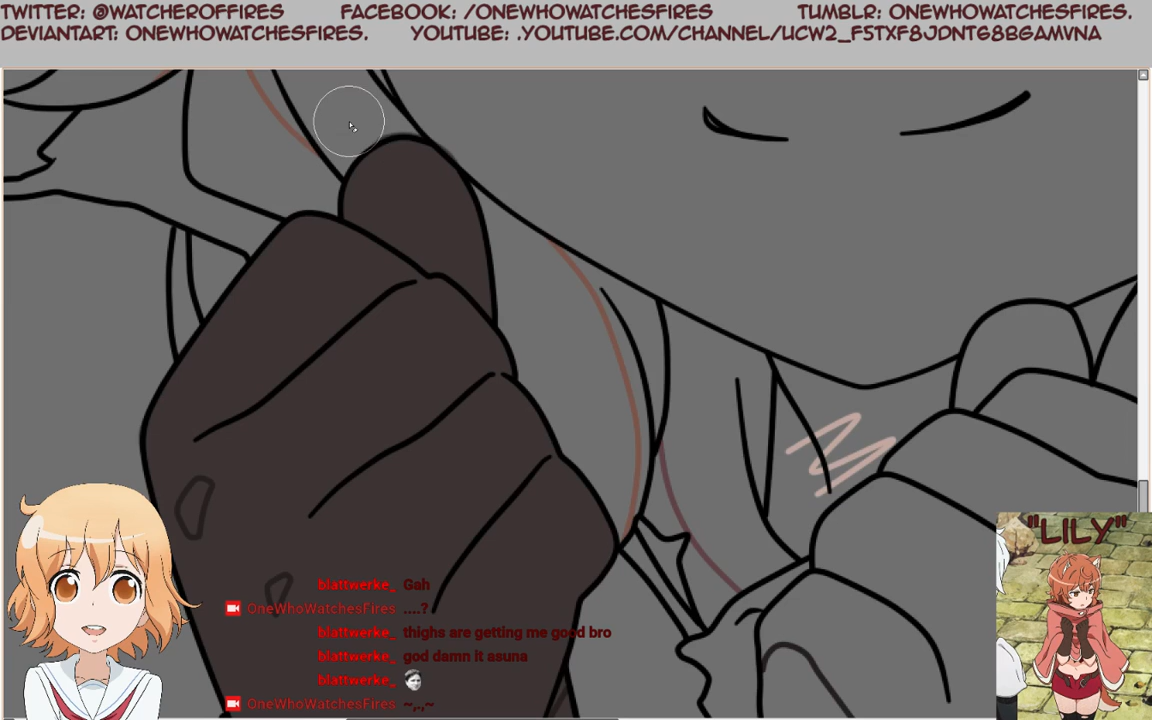 TWITTER: @WATCHEROFFIRES FACEBOOK: /ONEWHOWATCHESFIRES TUMBLR: ONEWHOWATCHESFIRES.
DEVIANTART: ONEWHOWATCHESFIRES. YOUTUBE: .YOUTUBE.COM/CHANNEL/UCW2_F5TXF8JDNTG8BGAMVNA
"LILY"
blattwerke_ Gah
OneWhoWatchesFires ....?
blattwerke_ thighs are getting me good bro
blattwerke_ god damn it asuna
blattwerke_
OneWhoWatchesFires ~,.,~